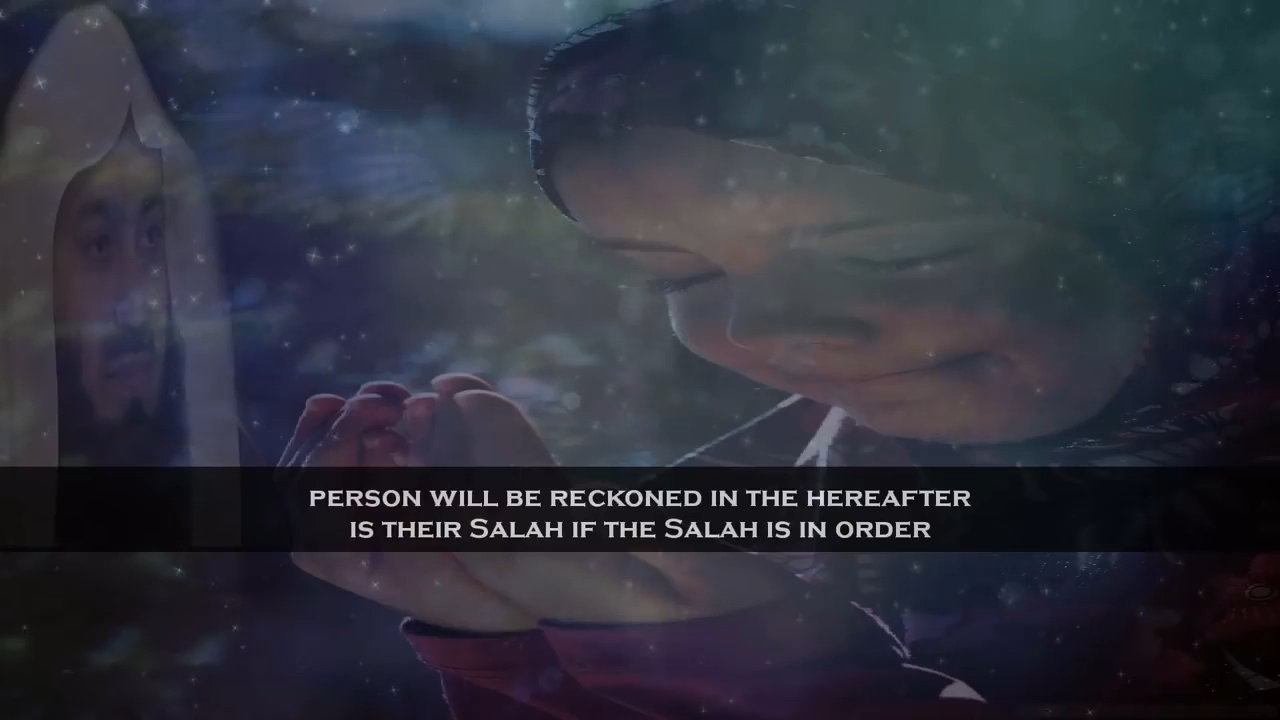 PERSON WILL BE RECKONED IN THE HEREAFTER
IS THEIR SALAH IF THE SALAH IS IN ORDER